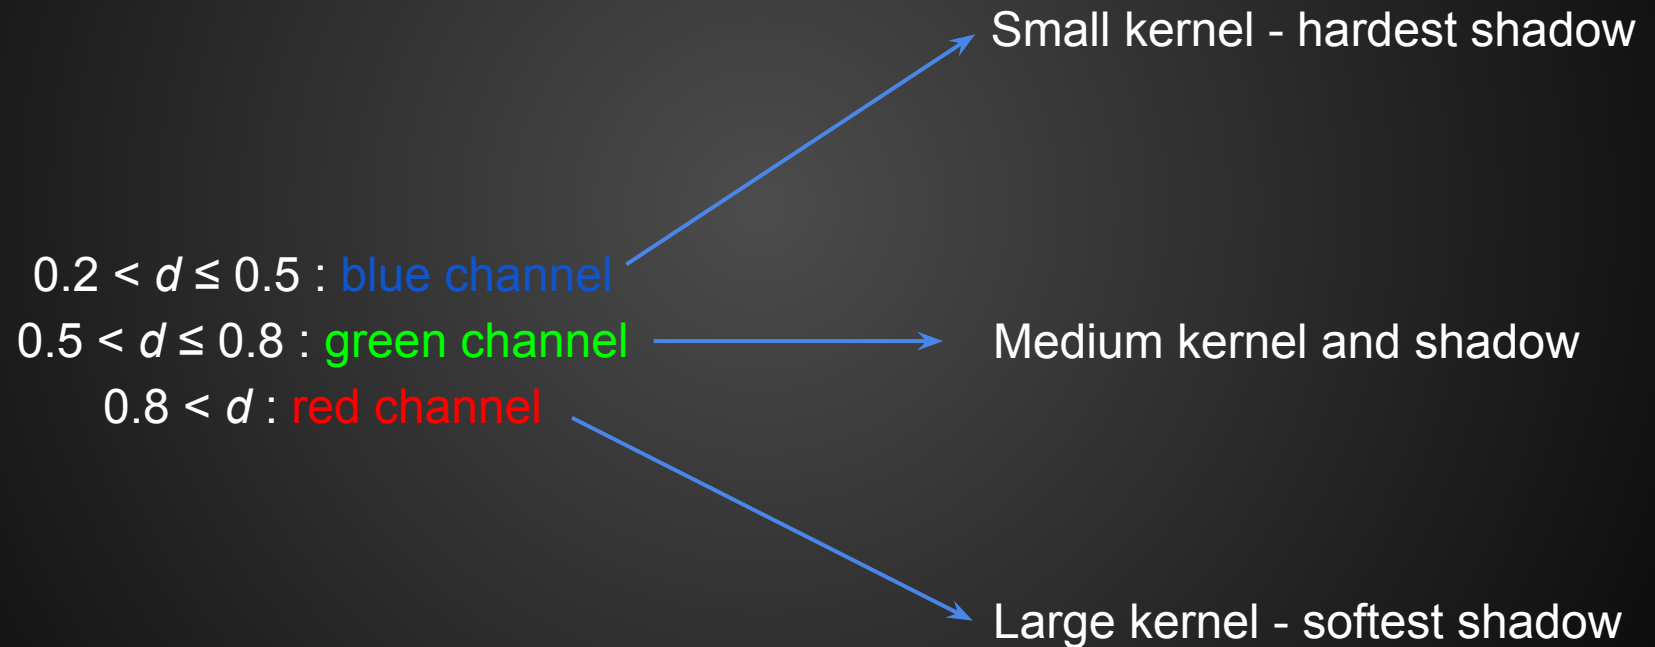 Small kernel - hardest shadow
0.2 < d ≤ 0.5 : blue channel
0.5 < d ≤ 0.8 : green channel
Medium kernel and shadow
0.8 < d : red channel
Large kernel - softest shadow